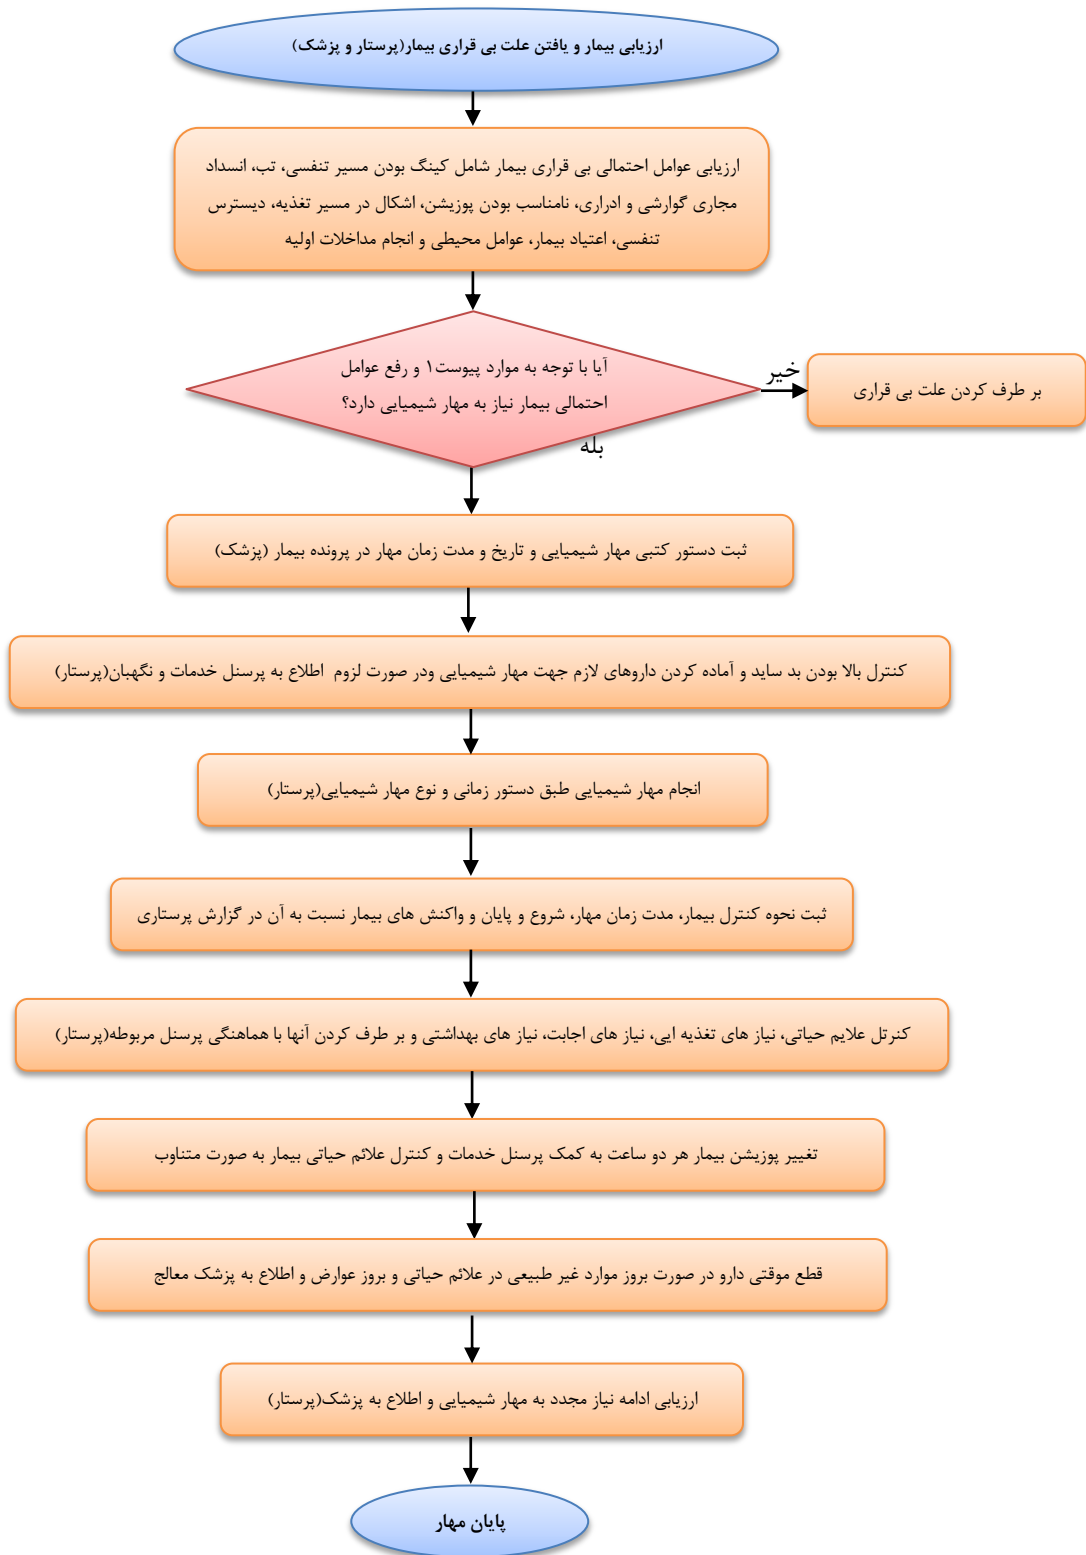 ارزیابی بیمار و یافتن علت بی قراری بیمار(پرستار و پزشک)
ارزیابی عوامل احتمالی بی قراری بیمار شامل کینگ بودن مسیر تنفسی، تب، انسداد
مجاری گوارشی و ادراری، نامناسب بودن پوزیشن، اشکال در مسیر تغذیه، دیسترس
تنفسی، اعتیاد بیمار، عوامل محیطی و انجام مداخلات اولیه
آیا با توجه به موارد پیوست۱ و رفع عوامل
احتمالی بیمار نیاز به مهار شیمیایی دارد؟
خیر
بر طرف کردن علت بی قراری
بله
ثبت دستور کتبی مهار شیمیایی و تاریخ و مدت زمان مهار در پرونده بیمار (پزشک)
کنترل بالا بودن بد ساید و آماده کردن داروهای لازم جهت مهار شیمیایی ودر صورت لزوم اطلاع به پرسنل خدمات و نگهبان(پرستار)
انجام مهار شیمیایی طبق دستور زمانی و نوع مهار شیمیایی(پرستار)
ثبت نحوه کنترل بیمار، مدت زمان مهار، شروع و پایان و واکنش های بیمار نسبت به آن در گزارش پرستاری
کنرتل علایم حیاتی، نیاز های تغذیه ایی، نیاز های اجابت، نیاز های بهداشتی و بر طرف کردن آنها با هماهنگی پرسنل مربوطه(پرستار)
تغییر پوزیشن بیمار هر دو ساعت به کمک پرسنل خدمات و کنترل علائم حیاتی بیمار به صورت متناوب
قطع موقتی دارو در صورت بروز موارد غیر طبیعی در علائم حیاتی و بروز عوارض و اطلاع به پزشک معالج
ارزیابی ادامه نیاز مجدد به مهار شیمیایی و اطلاع به پزشک(پرستار)
پایان مهار